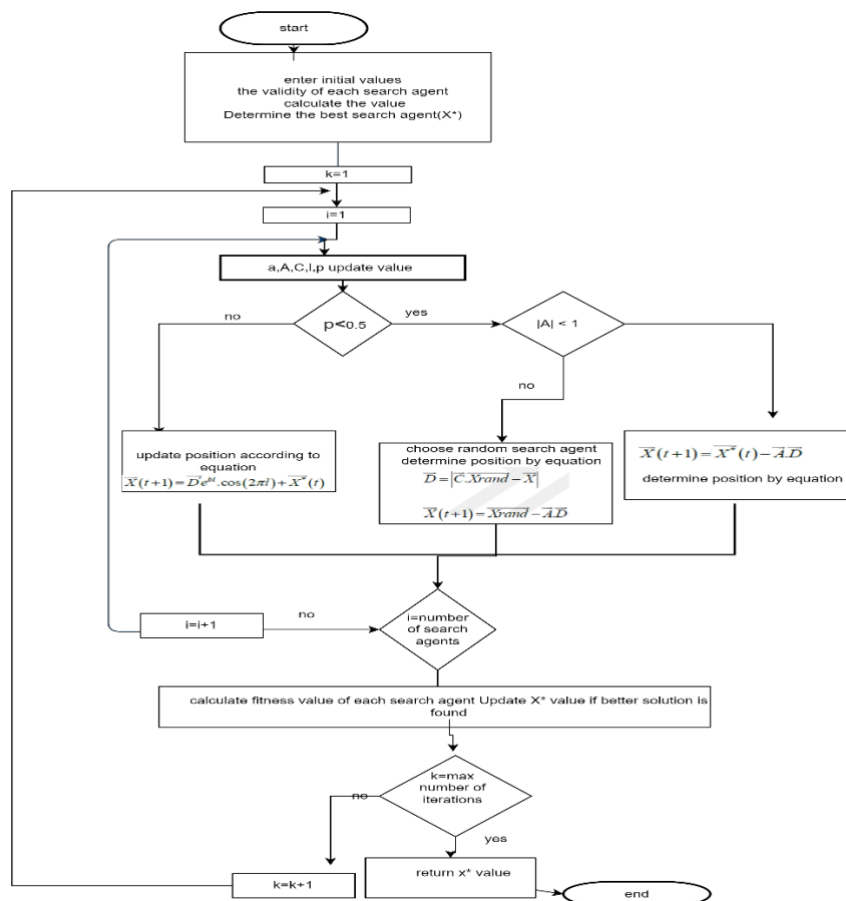 start
enter initial values
the validity of each search agent
calculate the value
Determine the best search agent(X*)
k=1
i=1
a,A,C,l,p update value
no
p<0.5
yes
|A| < 1
no
update position according to
equation
X(t+1)=D'e^{bl}.cos(2πl)+X*(t)
choose random search agent
determine position by equation
D=|C.Xrand−X|
X(t+1)=Xrand−A.D
X(t+1)=X*(t)−A.D
determine position by equation
i=i+1
no
i=number
of search
agents
calculate fitness value of each search agent Update X* value if better solution is
found
k=max
number of
iterations
no
yes
k=k+1
return x* value
end